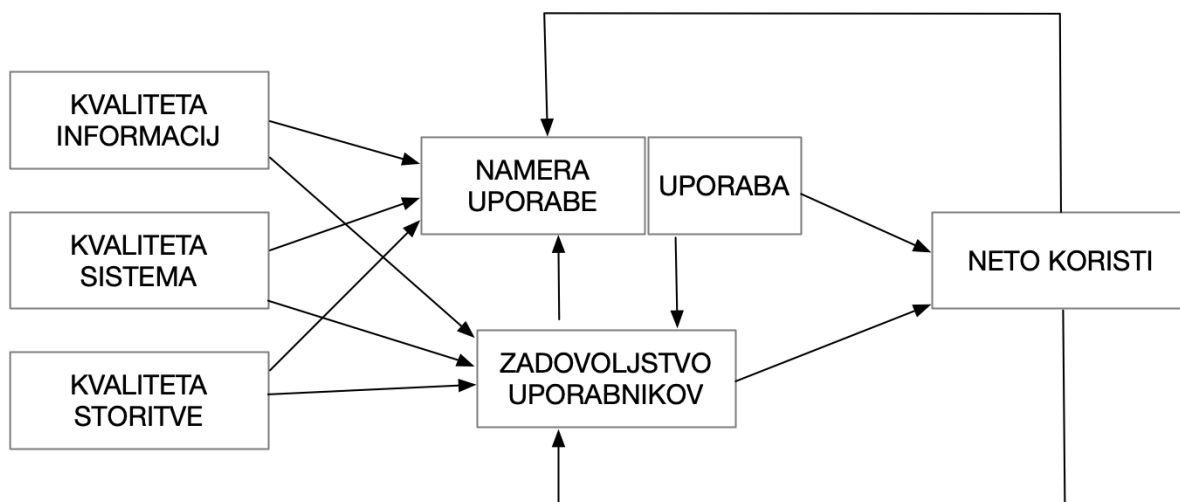 KVALITETA
INFORMACIJ
NAMERA
UPORABE
UPORABA
KVALITETA
SISTEMA
NETO KORISTI
ZADOVOLJSTVO
UPORABNIKOV
KVALITETA
STORITVE